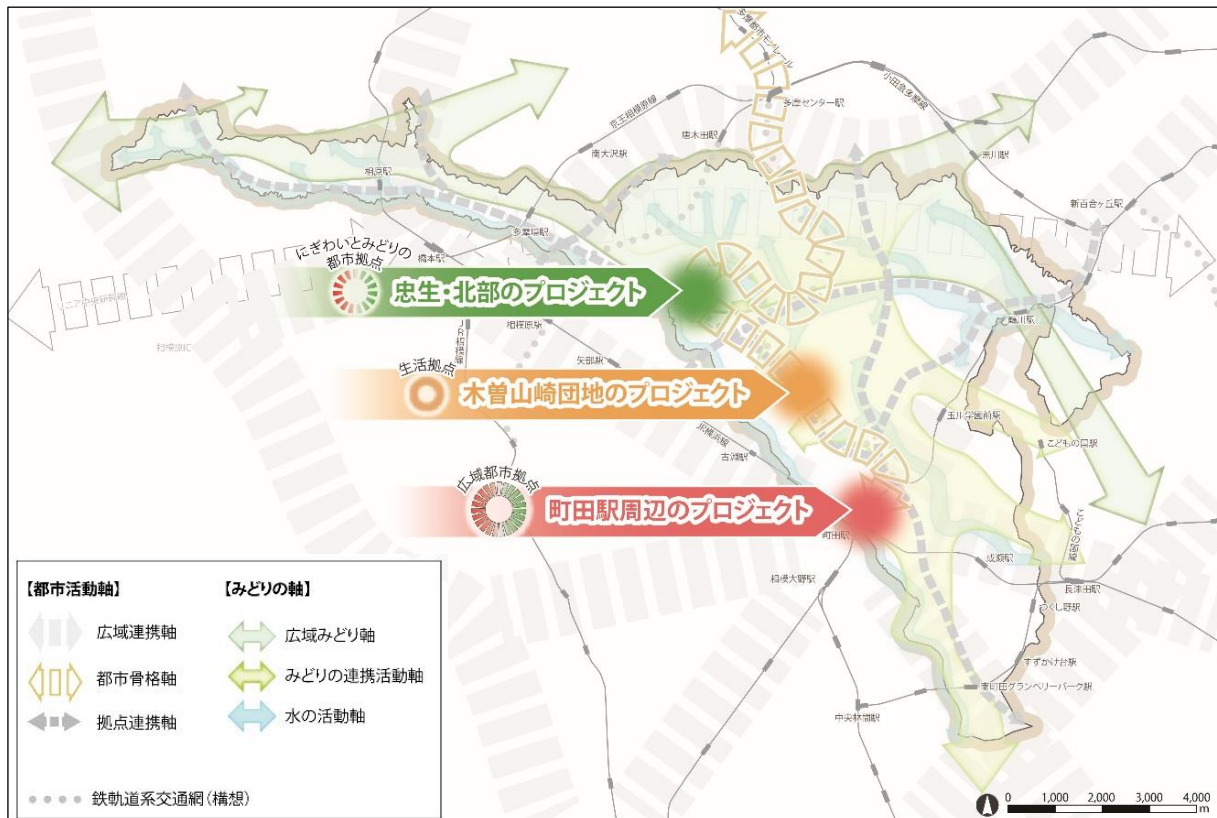 多摩都市モノレール
小田急多摩線
多摩センター駅
京王相模原線
唐木田駅
黒川駅
南大沢駅
相原駅
新百合ヶ丘駅
多摩境駅
橋本駅
にぎわいとみどりの
都市拠点
忠生・北部のプロジェクト
リニア中央新幹線
鶴川駅
相模原IC
JR相模線
相模原駅
矢部駅
生活拠点
木曽山崎団地のプロジェクト
玉川学園前駅
こどもの国駅
JR横浜線
古淵駅
広域都市拠点
町田駅周辺のプロジェクト
こどもの国線
町田駅
成瀬駅
相模大野駅
長津田駅
つくし野駅
すずかけ台駅
南町田グランベリーパーク駅
中央林間駅
【都市活動軸】
【みどりの軸】
広域連携軸
広域みどり軸
都市骨格軸
みどりの連携活動軸
拠点連携軸
水の活動軸
鉄軌道系交通網（構想）
0 1,000 2,000 3,000 4,000
m